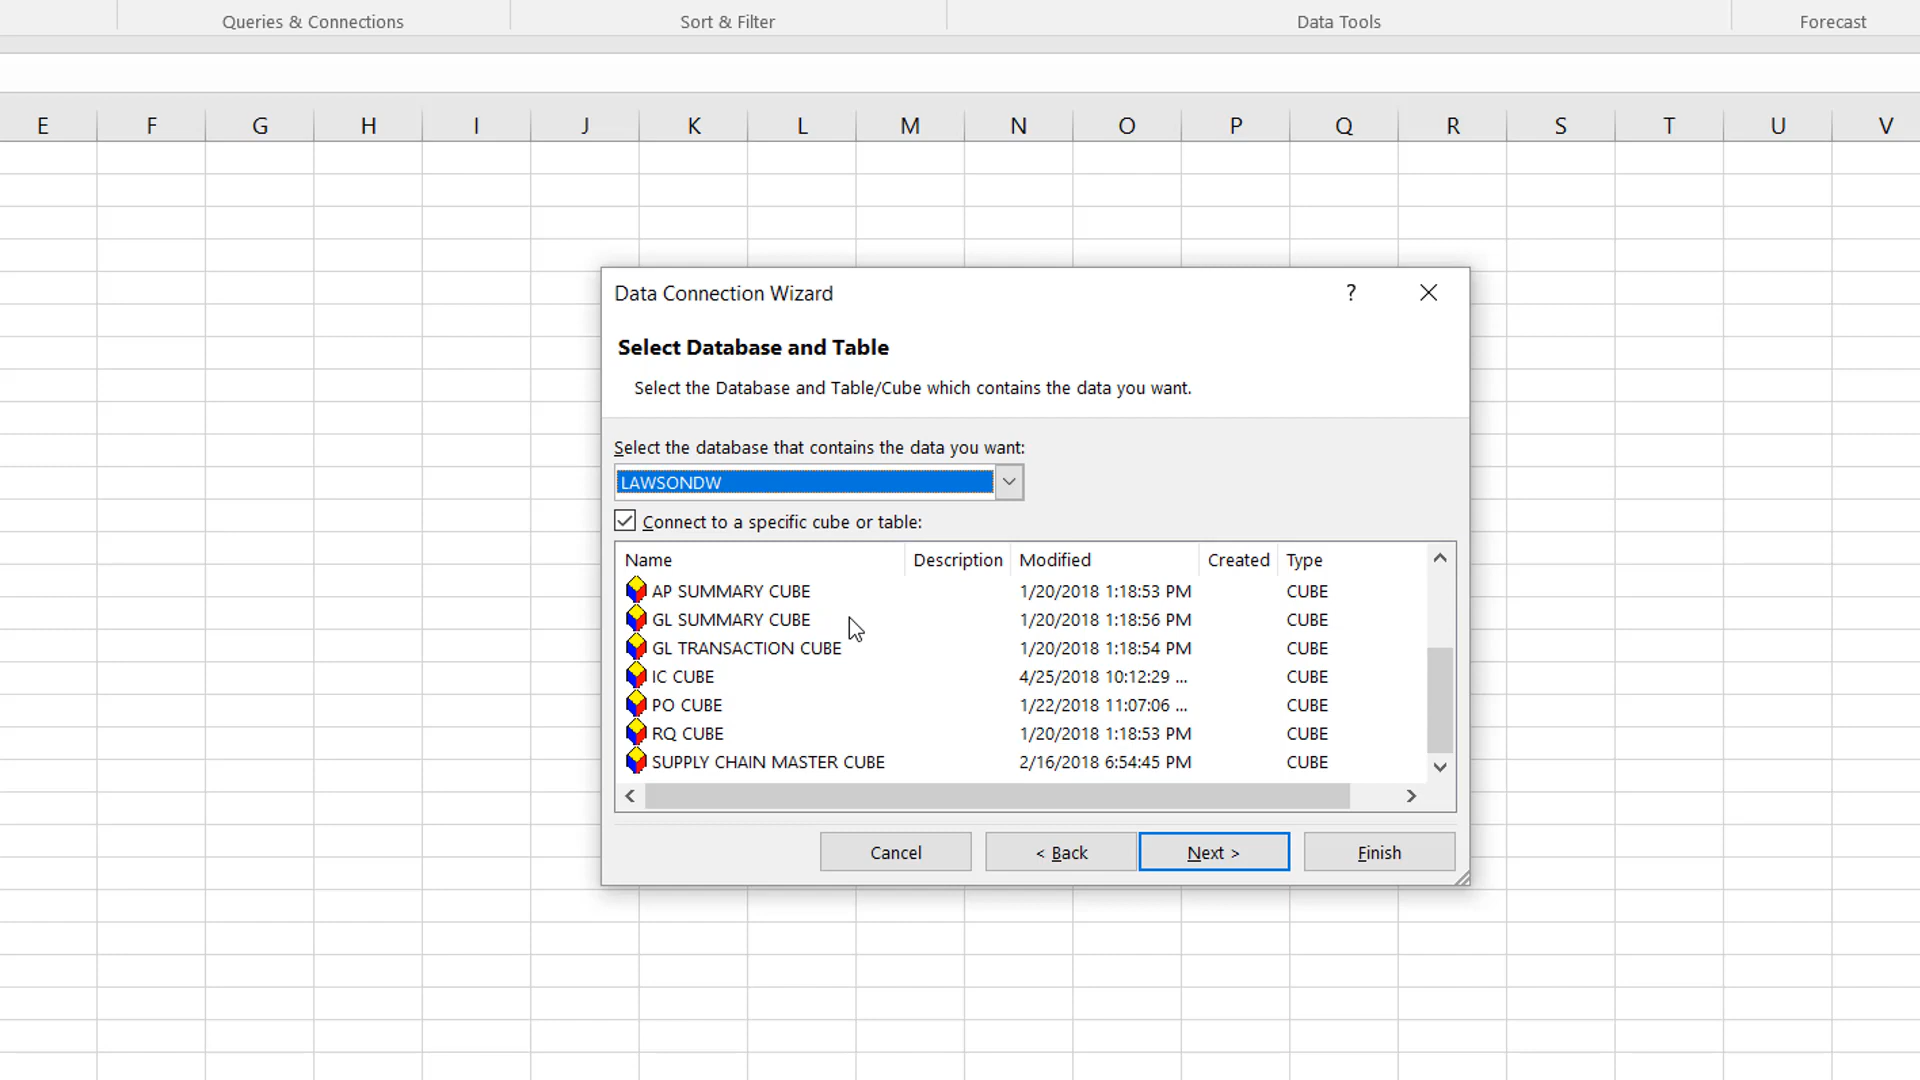 Queries & Connections Sort & Filter Data Tools Forecast
E F G H I J K L M N O P Q R S T U V
Data Connection Wizard ?
Select Database and Table
Select the Database and Table/Cube which contains the data you want.
Select the database that contains the data you want:
LAWSONDW
Connect to a specific cube or table:
Name Description Modified Created Type
AP SUMMARY CUBE 1/20/2018 1:18:53 PM CUBE
GL SUMMARY CUBE 1/20/2018 1:18:56 PM CUBE
GL TRANSACTION CUBE 1/20/2018 1:18:54 PM CUBE
IC CUBE 4/25/2018 10:12:29 ... CUBE
PO CUBE 1/22/2018 11:07:06 ... CUBE
RQ CUBE 1/20/2018 1:18:53 PM CUBE
SUPPLY CHAIN MASTER CUBE 2/16/2018 6:54:45 PM CUBE
Cancel < Back Next > Finish